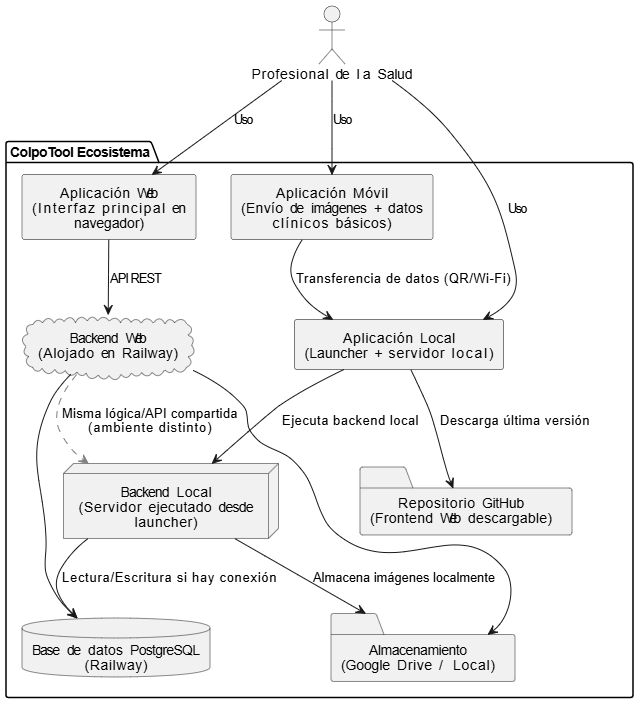 Profesional de la Salud
Uso
Uso
ColpoTool Ecosistema
Aplicación Web
(Interfaz principal en
navegador)
Aplicación Móvil
(Envío de imágenes + datos
clínicos básicos)
Uso
API REST
Transferencia de datos (QR/Wi-Fi)
Backend Web
(Alojado en Railway)
Aplicación Local
(Launcher + servidor local)
Misma lógica/API compartida
(ambiente distinto)
Ejecuta backend local
Descarga última versión
Backend Local
(Servidor ejecutado desde
launcher)
Repositorio GitHub
(Frontend Web descargable)
Lectura/Escritura si hay conexión
Almacena imágenes localmente
Base de datos PostgreSQL
(Railway)
Almacenamiento
(Google Drive / Local)